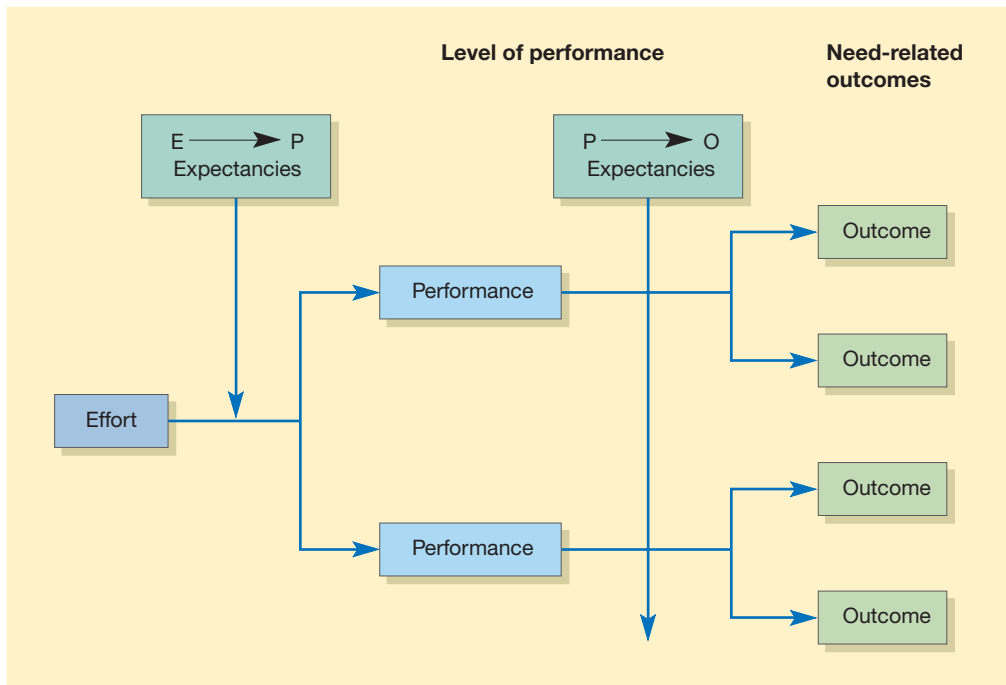 Level of performance
Need-related
outcomes
E P
Expectancies
P O
Expectancies
Outcome
Performance
Outcome
Effort
Outcome
Performance
Outcome